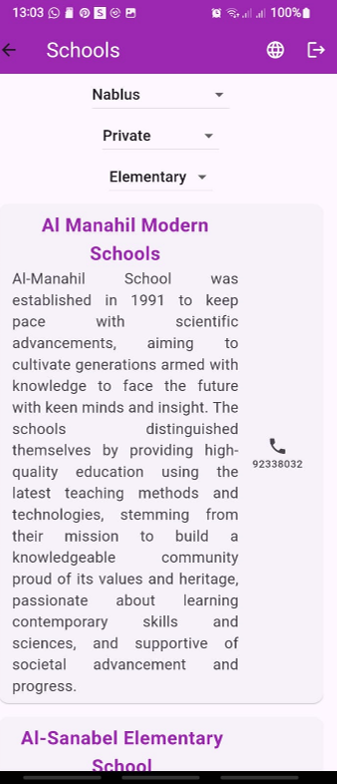 13:03 100%
Schools
Nablus
Private
Elementary
Al Manahil Modern
Schools
Al-Manahil School was
established in 1991 to keep
pace with scientific
advancements, aiming to
cultivate generations armed with
knowledge to face the future
with keen minds and insight. The
schools distinguished
themselves by providing high-
quality education using the
latest teaching methods and
technologies, stemming from
their mission to build a
knowledgeable community
proud of its values and heritage,
passionate about learning
contemporary skills and
sciences, and supportive of
societal advancement and
progress.
92338032
Al-Sanabel Elementary
School